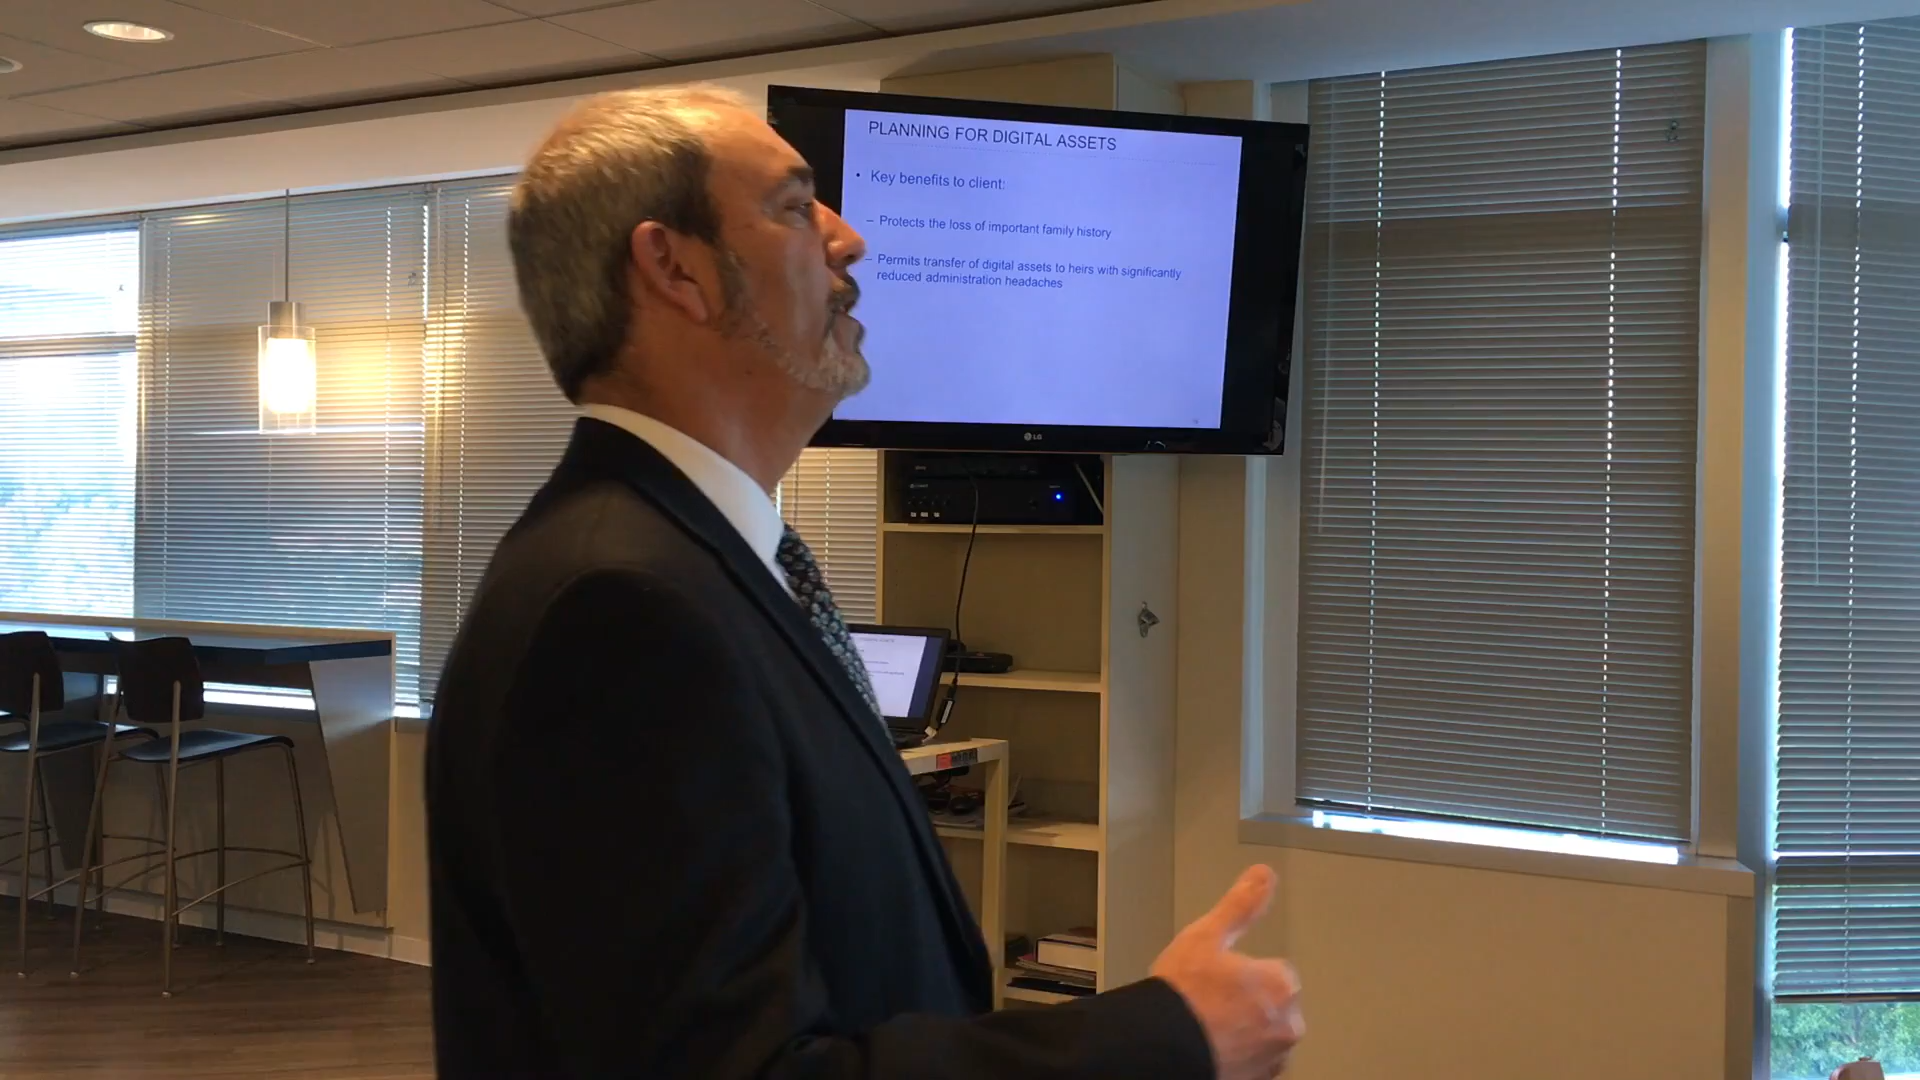 PLANNING FOR DIGITAL ASSETS
• Key benefits to client:
– Protects the loss of important family history
– Permits transfer of digital assets to heirs with significantly
reduced administration headaches
LG